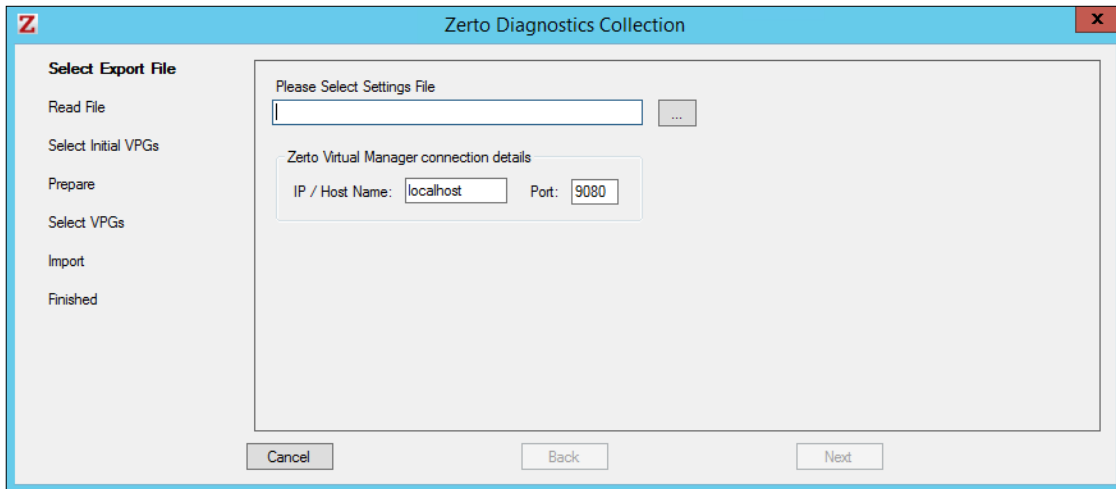 Z
Zerto Diagnostics Collection
x
Select Export File
Read File
Select Initial VPGs
Prepare
Select VPGs
Import
Finished
Please Select Settings File
...
Zerto Virtual Manager connection details
IP / Host Name: localhost Port: 9080
Cancel Back Next